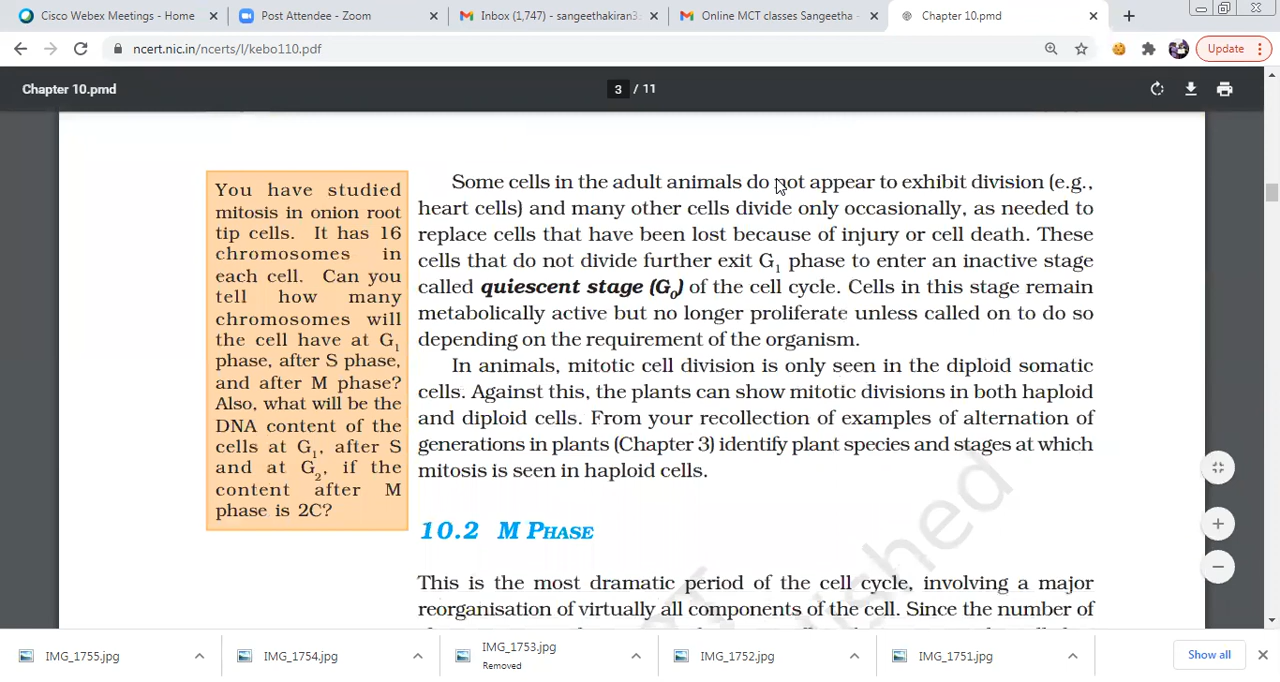 Cisco Webex Meetings - Home
Post Attendee - Zoom
Inbox (1,747) - sangeethakiran3
Online MCT classes Sangeetha -
Chapter 10.pmd
ncert.nic.in/ncerts/l/kebo110.pdf
Update
Chapter 10.pmd
3 / 11
You have studied
mitosis in onion root
tip cells. It has 16
chromosomes in
each cell. Can you
tell how many
chromosomes will
the cell have at G1
phase, after S phase,
and after M phase?
Also, what will be the
DNA content of the
cells at G1, after S
and at G2, if the
content after M
phase is 2C?
Some cells in the adult animals do not appear to exhibit division (e.g.,
heart cells) and many other cells divide only occasionally, as needed to
replace cells that have been lost because of injury or cell death. These
cells that do not divide further exit G1 phase to enter an inactive stage
called quiescent stage (G0) of the cell cycle. Cells in this stage remain
metabolically active but no longer proliferate unless called on to do so
depending on the requirement of the organism.
In animals, mitotic cell division is only seen in the diploid somatic
cells. Against this, the plants can show mitotic divisions in both haploid
and diploid cells. From your recollection of examples of alternation of
generations in plants (Chapter 3) identify plant species and stages at which
mitosis is seen in haploid cells.
10.2 M PHASE
This is the most dramatic period of the cell cycle, involving a major
reorganisation of virtually all components of the cell. Since the number of
IMG_1755.jpg
IMG_1754.jpg
IMG_1753.jpg
Removed
IMG_1752.jpg
IMG_1751.jpg
Show all